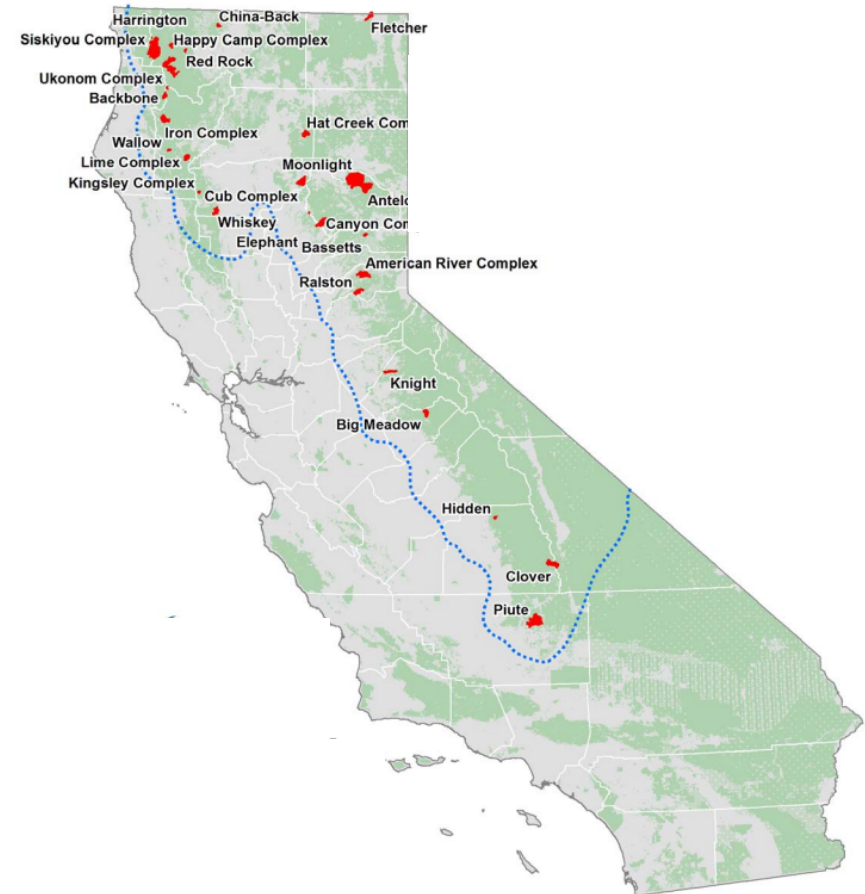 Harrington
China-Back
Fletcher
Siskiyou Complex
Happy Camp Complex
Red Rock
Ukonom Complex
Backbone
Hat Creek Com
Iron Complex
Wallow
Lime Complex
Moonlight
Kingsley Complex
Cub Complex
Antelo
Whiskey
Canyon Com
Elephant
Bassetts
American River Complex
Ralston
Knight
Big Meadow
Hidden
Clover
Piute